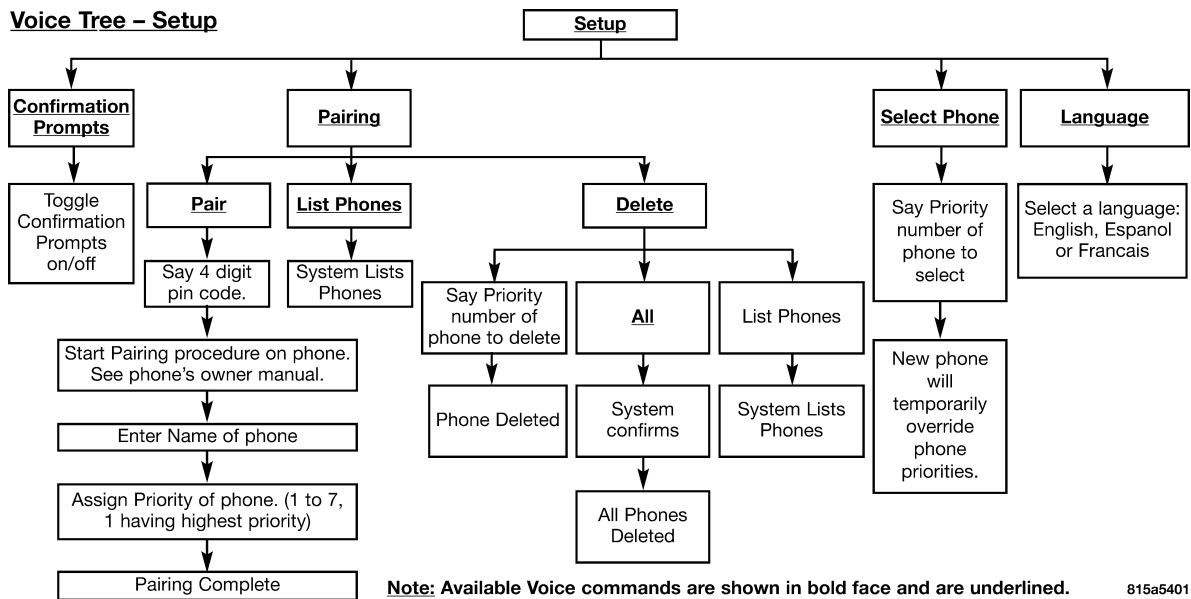 Voice Tree – Setup
Setup
Confirmation
Prompts
Pairing
Select Phone
Language
Toggle
Confirmation
Prompts
on/off
Pair
List Phones
Delete
Say Priority
number of
phone to
select
Select a language:
English, Espanol
or Francais
Say 4 digit
pin code.
System Lists
Phones
Say Priority
number of
phone to delete
All
List Phones
Start Pairing procedure on phone.
See phone's owner manual.
New phone
will
temporarily
override
phone
priorities.
Phone Deleted
System
confirms
System Lists
Phones
Enter Name of phone
Assign Priority of phone. (1 to 7,
1 having highest priority)
All Phones
Deleted
Pairing Complete
Note: Available Voice commands are shown in bold face and are underlined.
815a5401